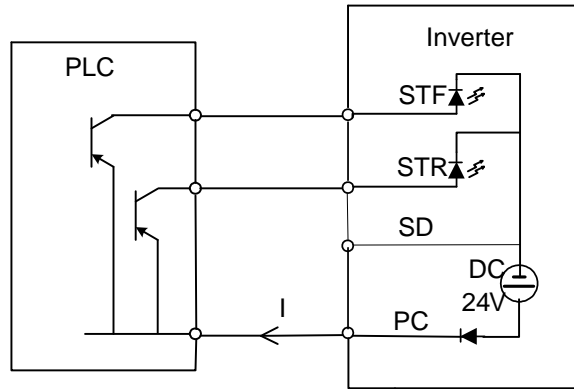 Inverter
PLC
STF
STR
SD
DC
24V
I
PC